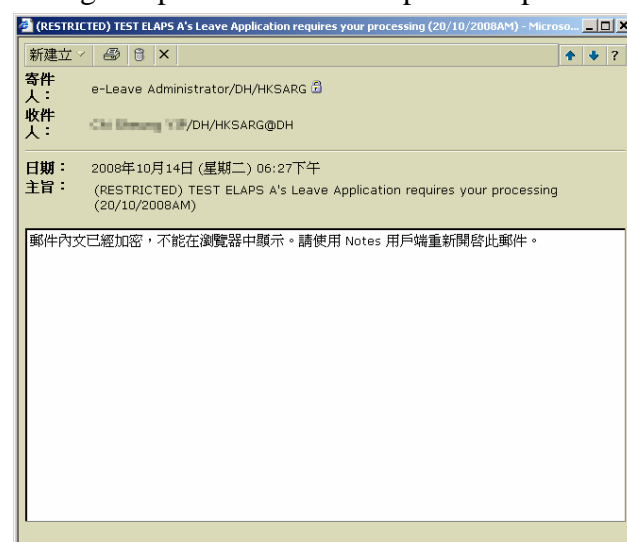 (RESTRICTED) TEST ELAPS A's Leave Application requires your processing (20/10/2008AM) - Microso...
新建立
?
寄件人：
e-Leave Administrator/DH/HKSARG
收件人：
/DH/HKSARG@DH
日期： 2008年10月14日 (星期二) 06:27下午
主旨： (RESTRICTED) TEST ELAPS A's Leave Application requires your processing
(20/10/2008AM)
郵件內文已經加密，不能在瀏覽器中顯示。請使用 Notes 用戶端重新開啓此郵件。